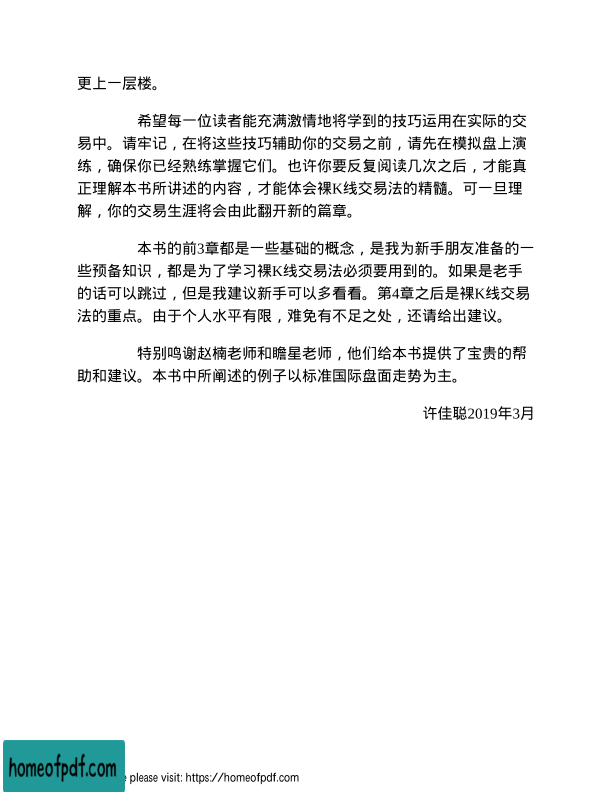 更上一层楼。
希望每一位读者能充满激情地将学到的技巧运用在实际的交
易中。请牢记，在将这些技巧辅助你的交易之前，请先在模拟盘上演
练，确保你已经熟练掌握它们。也许你要反复阅读几次之后，才能真
正理解本书所讲述的内容，才能体会裸K线交易法的精髓。可一旦理
解，你的交易生涯将会由此翻开新的篇章。
本书的前3章都是一些基础的概念，是我为新手朋友准备的一
些预备知识，都是为了学习裸K线交易法必须要用到的。如果是老手
的话可以跳过，但是我建议新手可以多看看。第4章之后是裸K线交易
法的重点。由于个人水平有限，难免有不足之处，还请给出建议。
特别鸣谢赵楠老师和瞻星老师，他们给本书提供了宝贵的帮
助和建议。本书中所阐述的例子以标准国际盘面走势为主。
许佳聪2019年3月
homeofpdf.com
please visit: https://homeofpdf.com